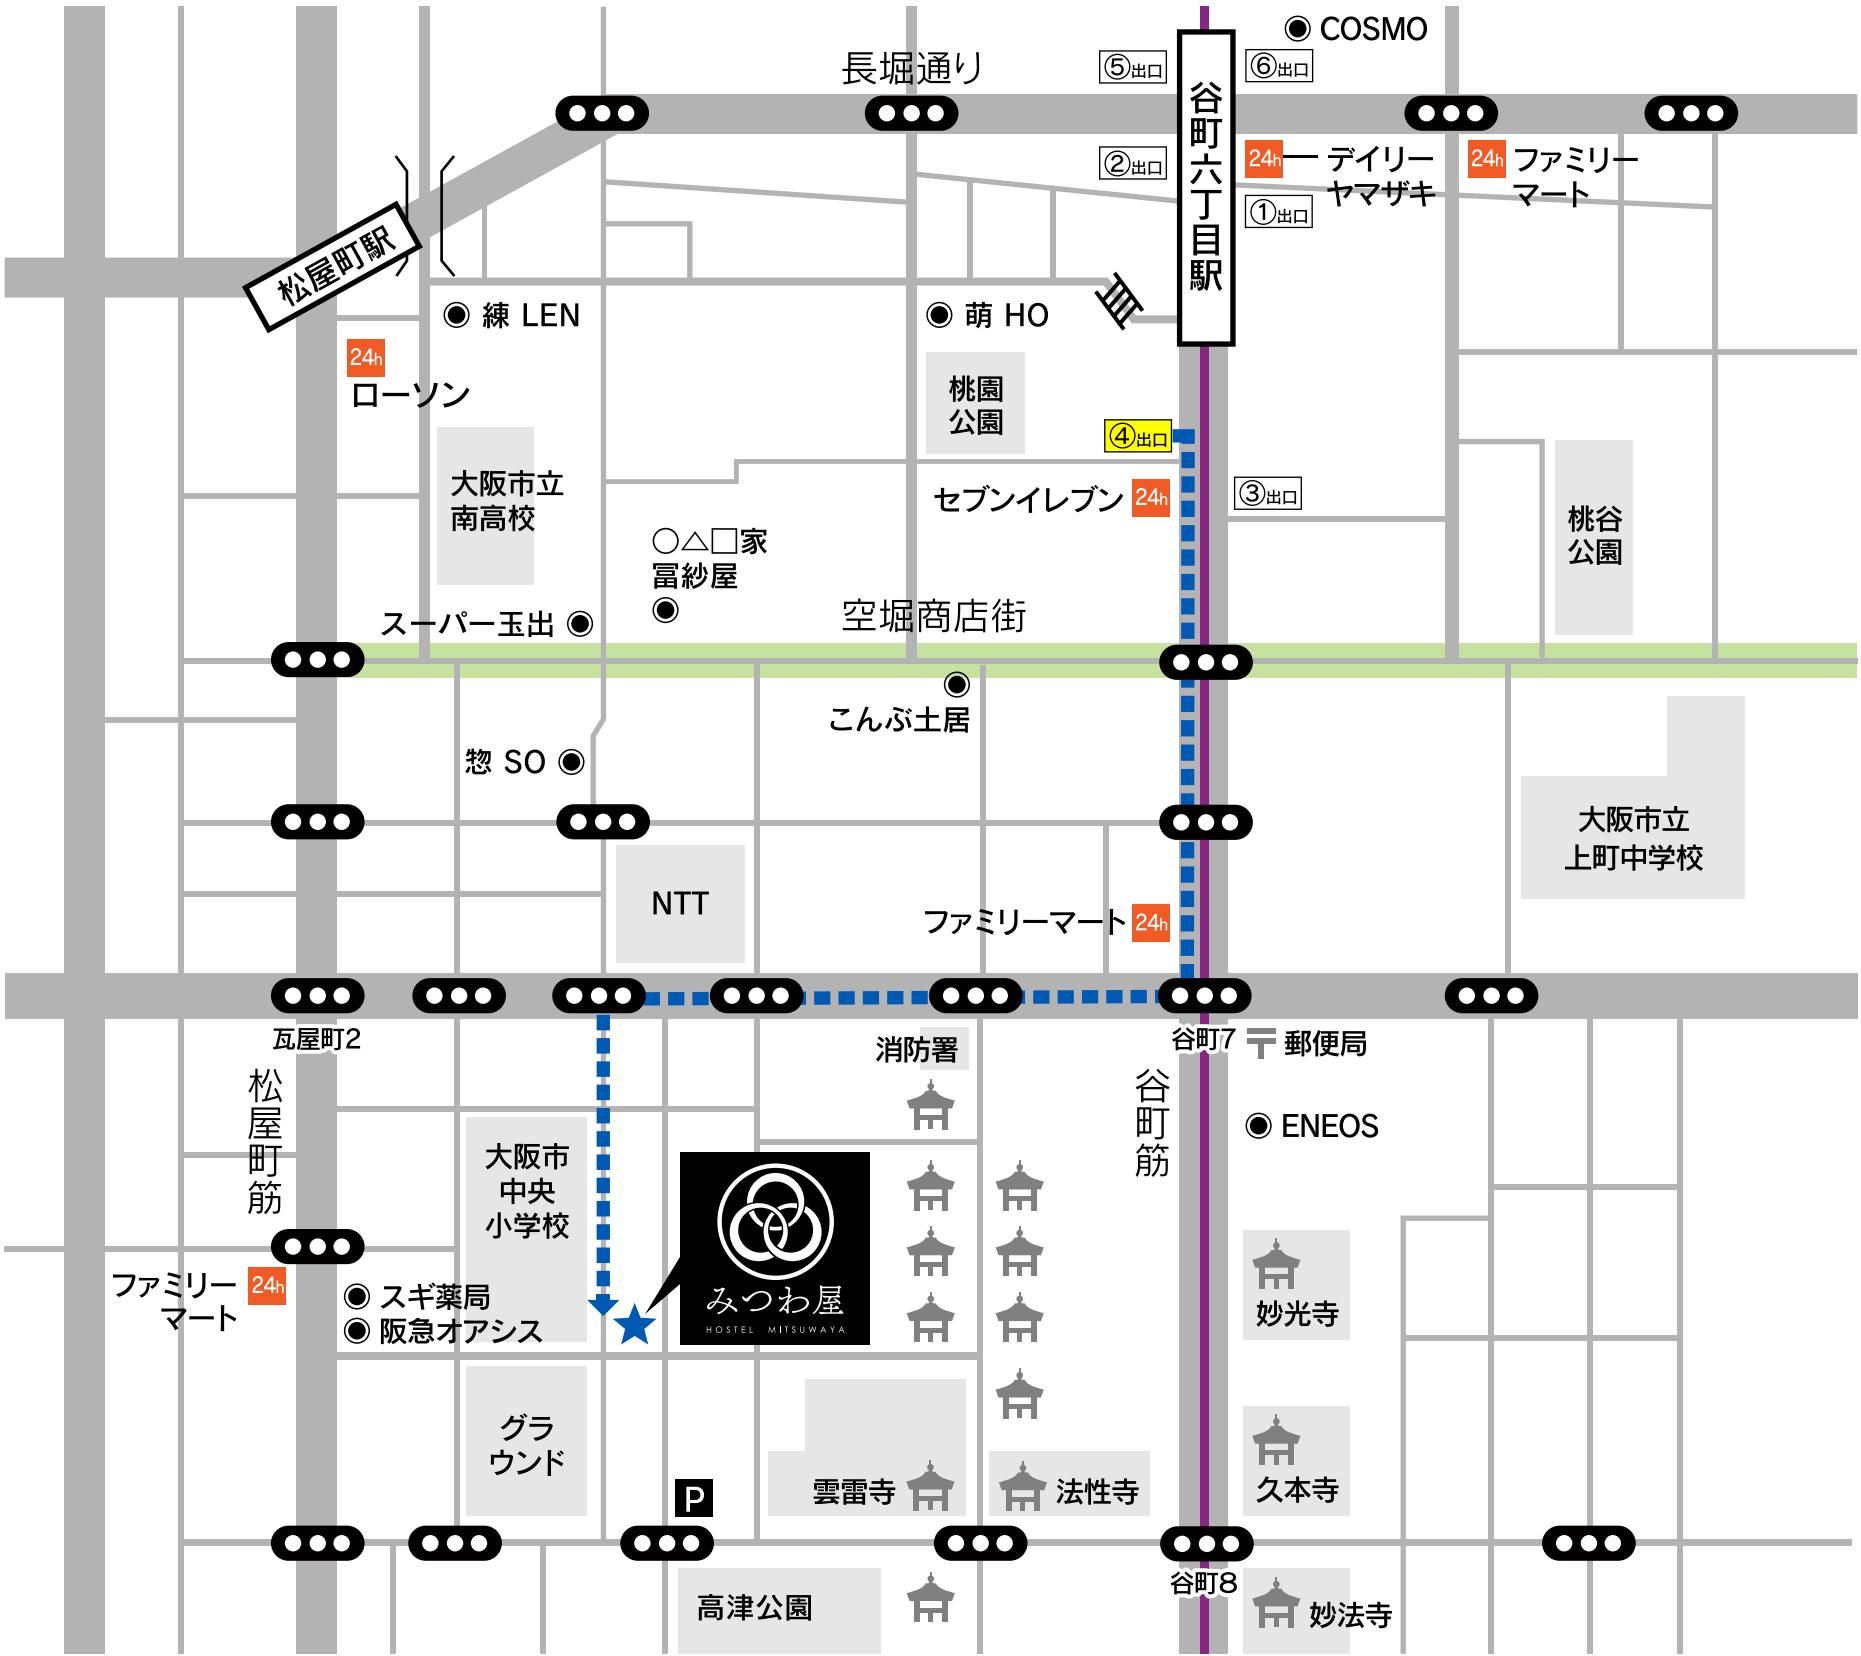 COSMO
長堀通り
⑤出口
⑥出口
谷町六丁目駅
②出口
24h
デイリー
ヤマザキ
24h
ファミリー
マート
①出口
松屋町駅
練 LEN
萌 HO
24h
ローソン
桃園
公園
④出口
大阪市立
南高校
セブンイレブン
24h
③出口
桃谷
公園
○△□家
冨紗屋
スーパー玉出
空堀商店街
こんぶ土居
惣 SO
大阪市立
上町中学校
NTT
ファミリーマート
24h
瓦屋町2
消防署
谷町7
〒郵便局
松屋町筋
谷町筋
ENEOS
大阪市
中央
小学校
みつわ屋
HOSTEL MITSUWAYA
ファミリー
マート
24h
スギ薬局
阪急オアシス
妙光寺
グラ
ウンド
P
雲雷寺
法性寺
久本寺
高津公園
谷町8
妙法寺